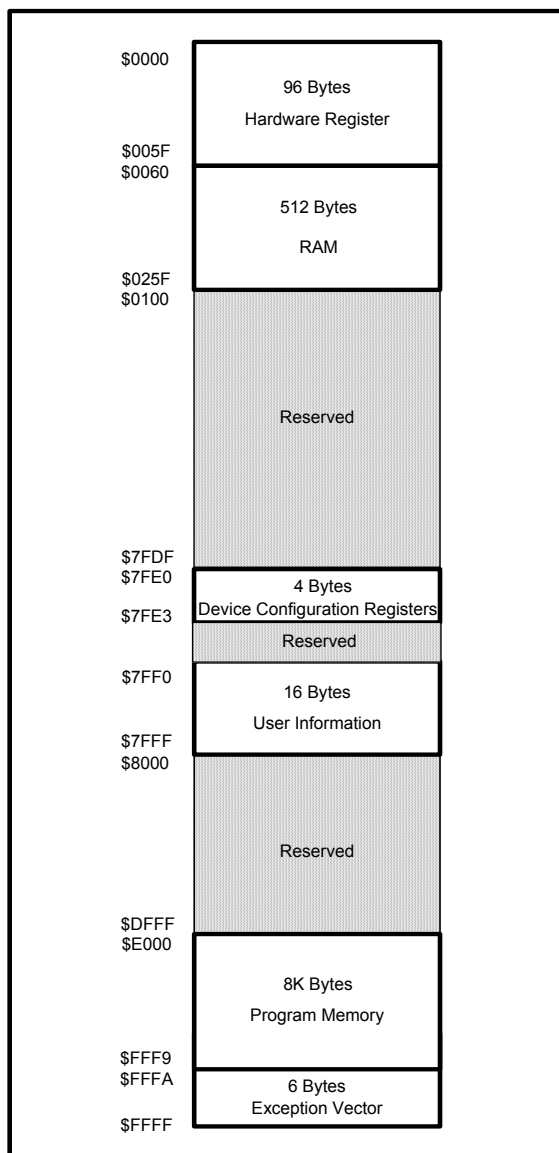 $0000
96 Bytes
Hardware Register
$005F
$0060
512 Bytes
RAM
$025F
$0100
Reserved
$7FDF
$7FE0
4 Bytes
Device Configuration Registers
$7FE3
Reserved
$7FF0
16 Bytes
User Information
$7FFF
$8000
Reserved
$DFFF
$E000
8K Bytes
Program Memory
$FFF9
$FFFA
6 Bytes
Exception Vector
$FFFF